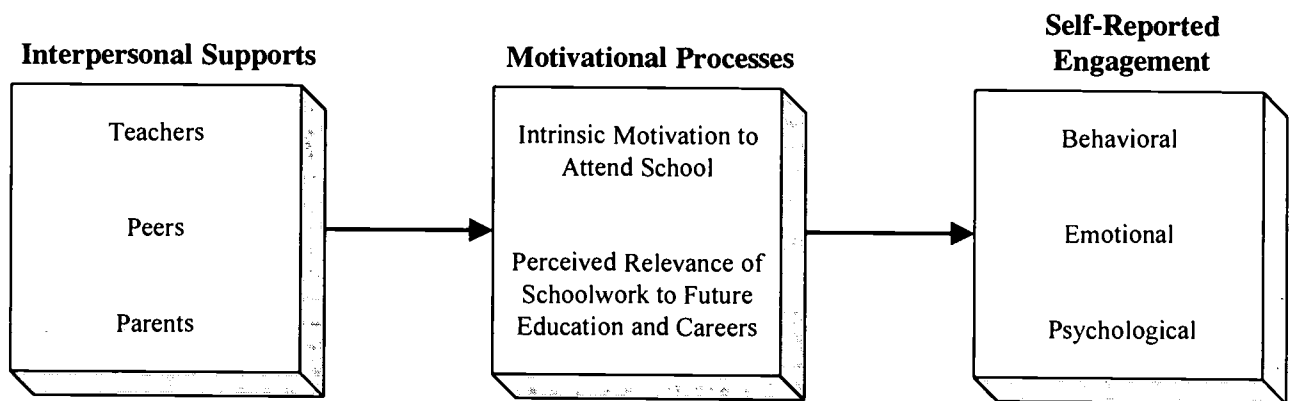 Interpersonal Supports
Teachers
Peers
Parents
Motivational Processes
Intrinsic Motivation to
Attend School
Perceived Relevance of
Schoolwork to Future
Education and Careers
Self-Reported
Engagement
Behavioral
Emotional
Psychological